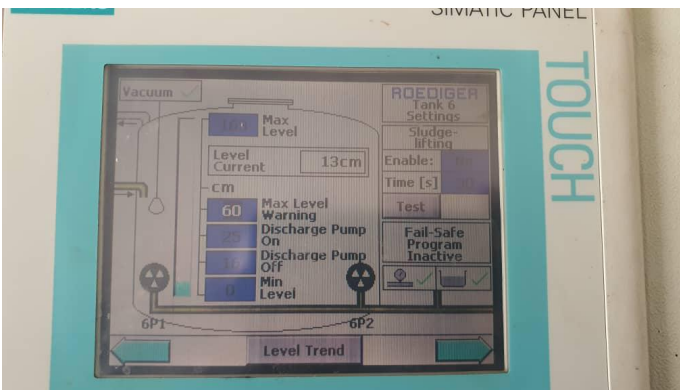 SIMATIC PANEL
TOUCH
Vacuum
ROEDIGER
Tank 6
Settings
Max
Level
Sludge-
lifting
Level
Current
13cm
Enable:
cm
Time [s]
60
Max Level
Warning
Test
25
Discharge Pump
On
Fail-Safe
Program
Inactive
Discharge Pump
Off
0
Min
Level
6P1
6P2
Level Trend